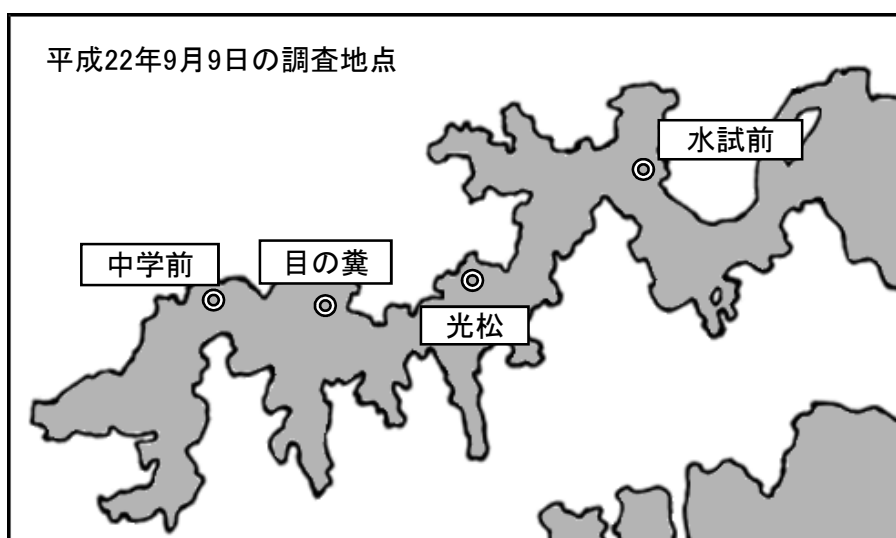 平成22年9月9日の調査地点
水試前
中学前
目の糞
光松